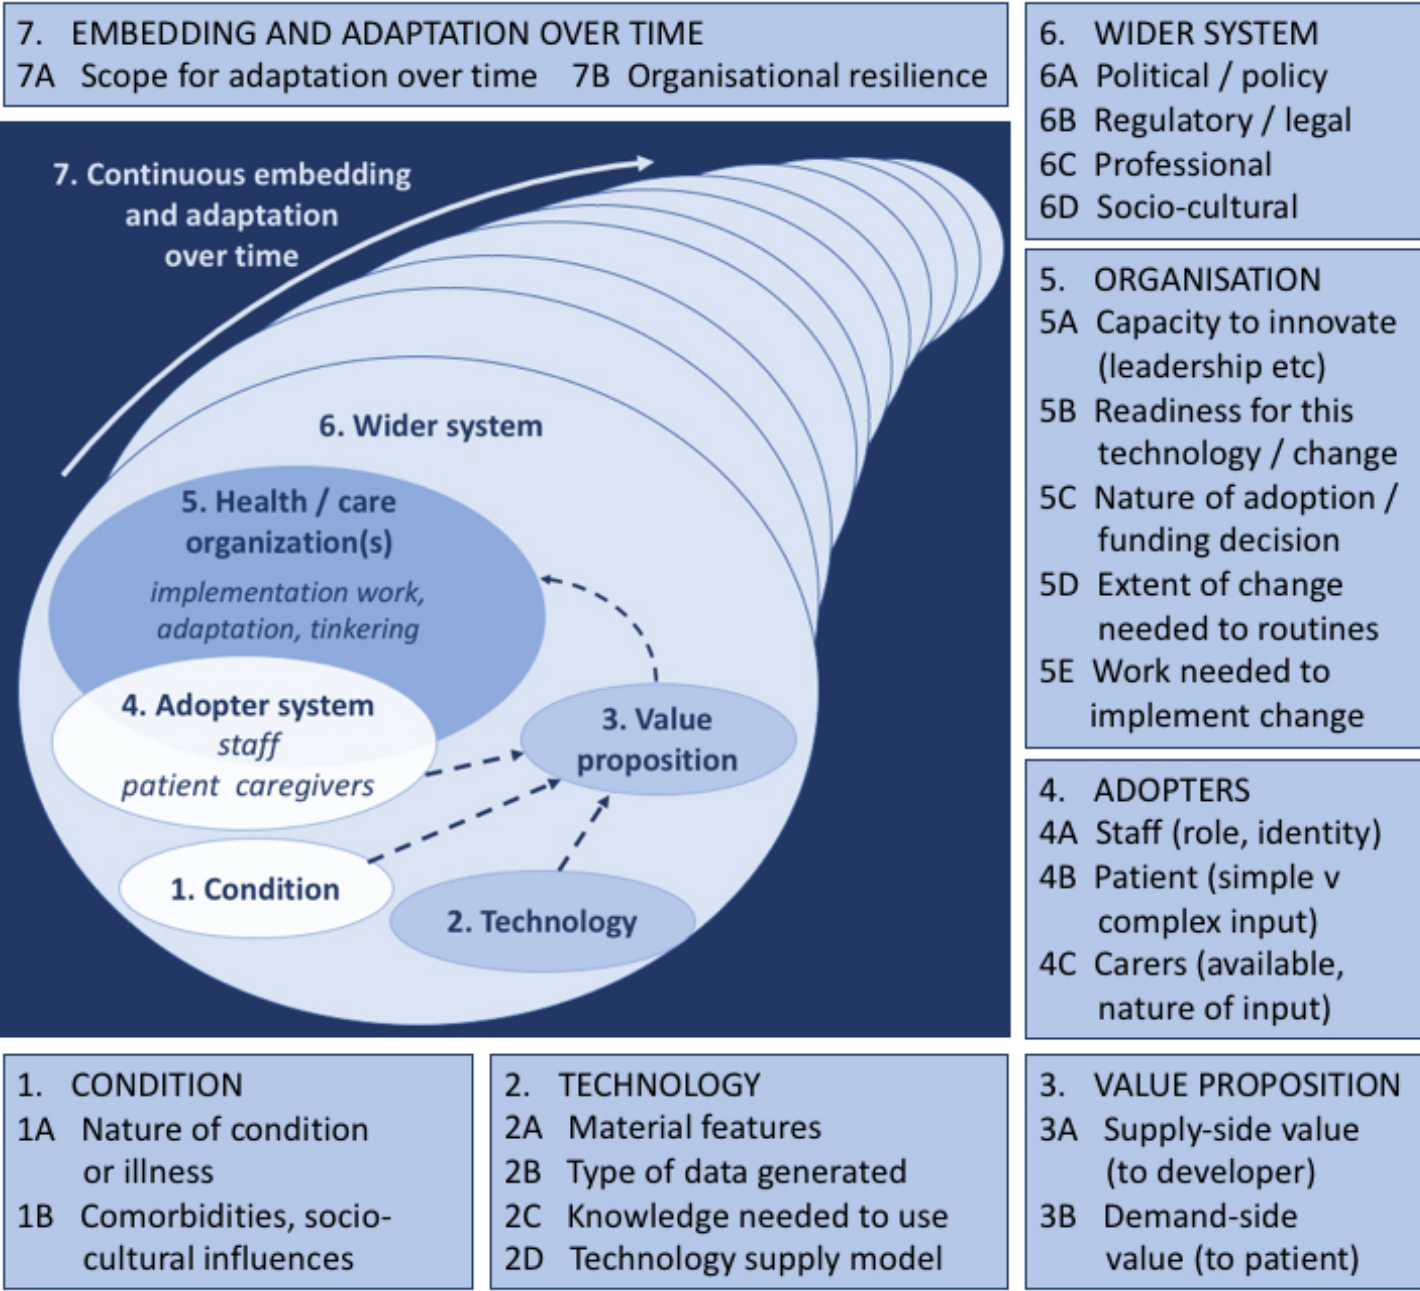 7. EMBEDDING AND ADAPTATION OVER TIME
7A Scope for adaptation over time 7B Organisational resilience
7. Continuous embedding
and adaptation
over time
6. Wider system
5. Health / care
organization(s)
implementation work,
adaptation, tinkering
4. Adopter system
staff
patient caregivers
3. Value
proposition
1. Condition
2. Technology
6. WIDER SYSTEM
6A Political / policy
6B Regulatory / legal
6C Professional
6D Socio-cultural
5. ORGANISATION
5A Capacity to innovate
(leadership etc)
5B Readiness for this
technology / change
5C Nature of adoption /
funding decision
5D Extent of change
needed to routines
5E Work needed to
implement change
4. ADOPTERS
4A Staff (role, identity)
4B Patient (simple v
complex input)
4C Carers (available,
nature of input)
1. CONDITION
1A Nature of condition
or illness
1B Comorbidities, socio-
cultural influences
2. TECHNOLOGY
2A Material features
2B Type of data generated
2C Knowledge needed to use
2D Technology supply model
3. VALUE PROPOSITION
3A Supply-side value
(to developer)
3B Demand-side
value (to patient)